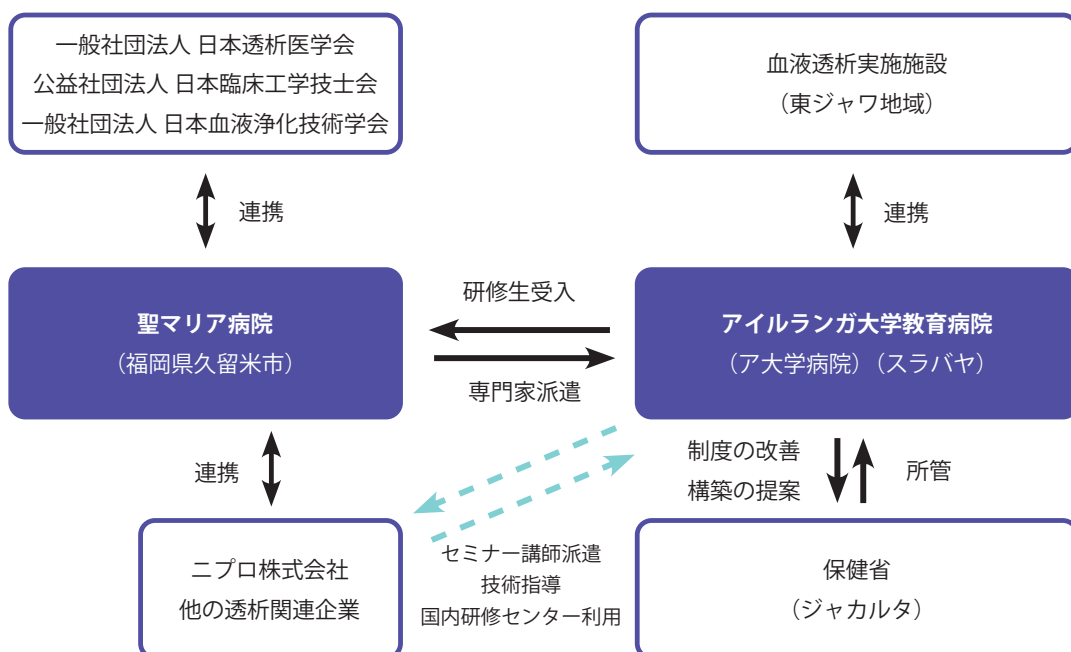 一般社団法人 日本透析医学会
公益社団法人 日本臨床工学技士会
一般社団法人 日本血液浄化技術学会
血液透析実施施設
（東ジャワ地域）
連携
連携
聖マリア病院
（福岡県久留米市）
研修生受入
専門家派遣
アイルランガ大学教育病院
（ア大学病院）（スラバヤ）
連携
制度の改善
構築の提案
所管
ニプロ株式会社
他の透析関連企業
セミナー講師派遣
技術指導
国内研修センター利用
保健省
（ジャカルタ）